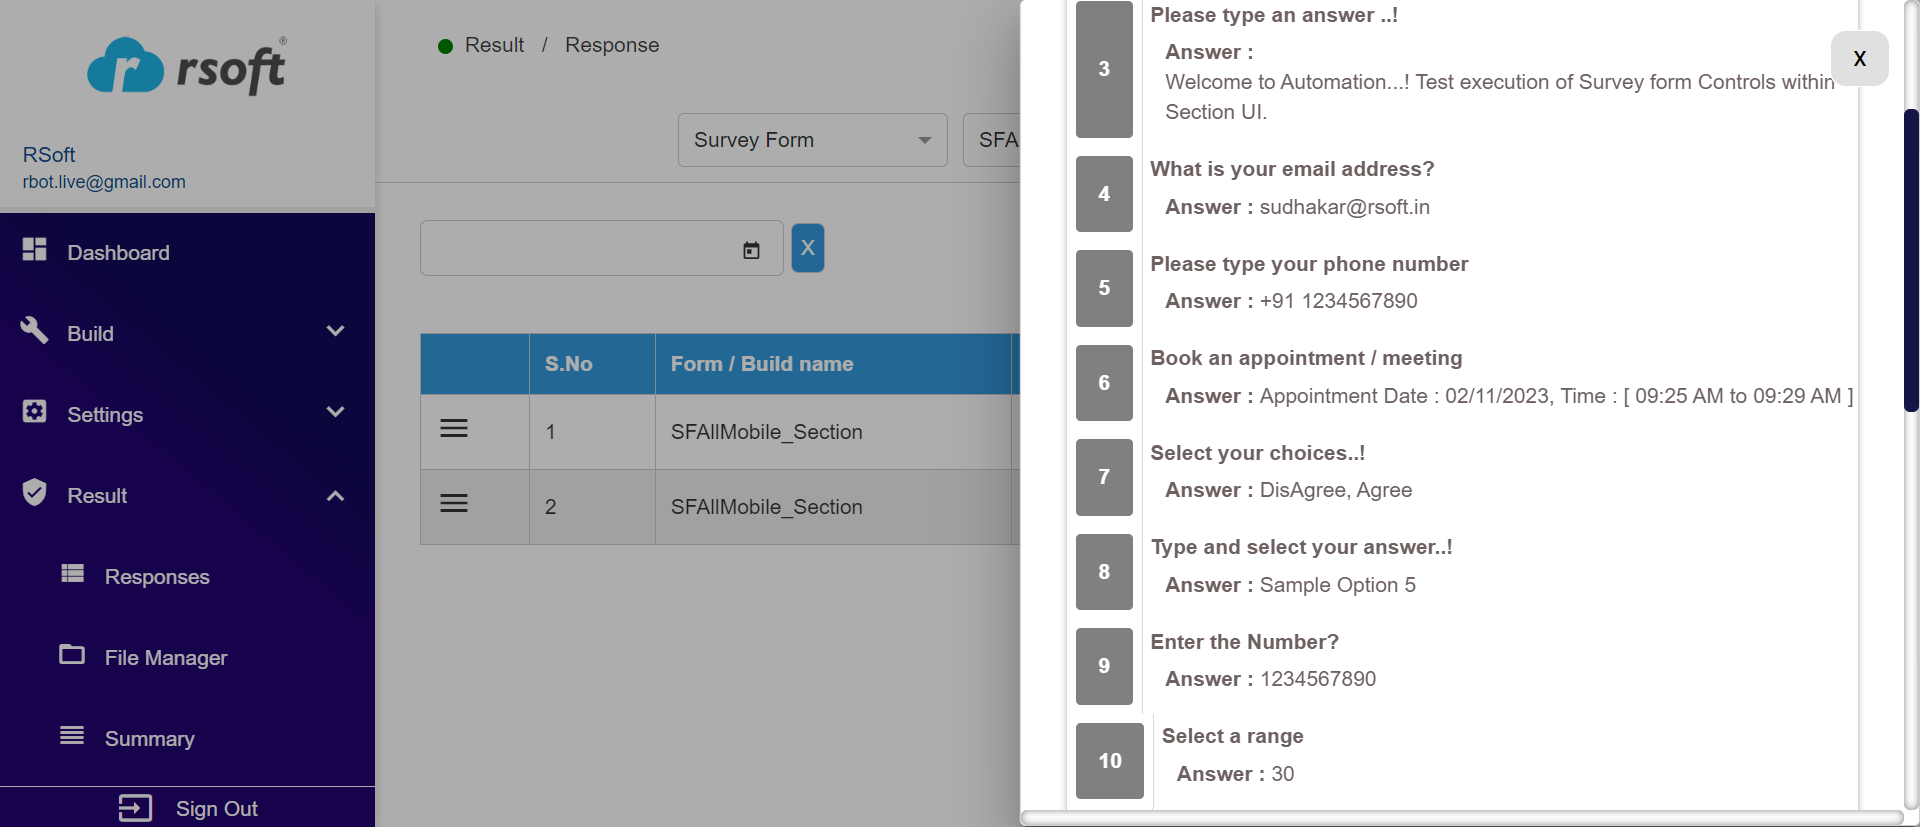 rsoft®
RSoft
rbot.live@gmail.com
Dashboard
Build
Settings
Result
Responses
File Manager
Summary
Sign Out
Result / Response
Survey Form
SFA
X
S.No Form / Build name
1 SFAllMobile_Section
2 SFAllMobile_Section
X
3 Please type an answer ..!
Answer :
Welcome to Automation...! Test execution of Survey form Controls within
Section UI.
4 What is your email address?
Answer : sudhakar@rsoft.in
5 Please type your phone number
Answer : +91 1234567890
6 Book an appointment / meeting
Answer : Appointment Date : 02/11/2023, Time : [ 09:25 AM to 09:29 AM ]
7 Select your choices..!
Answer : DisAgree, Agree
8 Type and select your answer..!
Answer : Sample Option 5
9 Enter the Number?
Answer : 1234567890
10 Select a range
Answer : 30